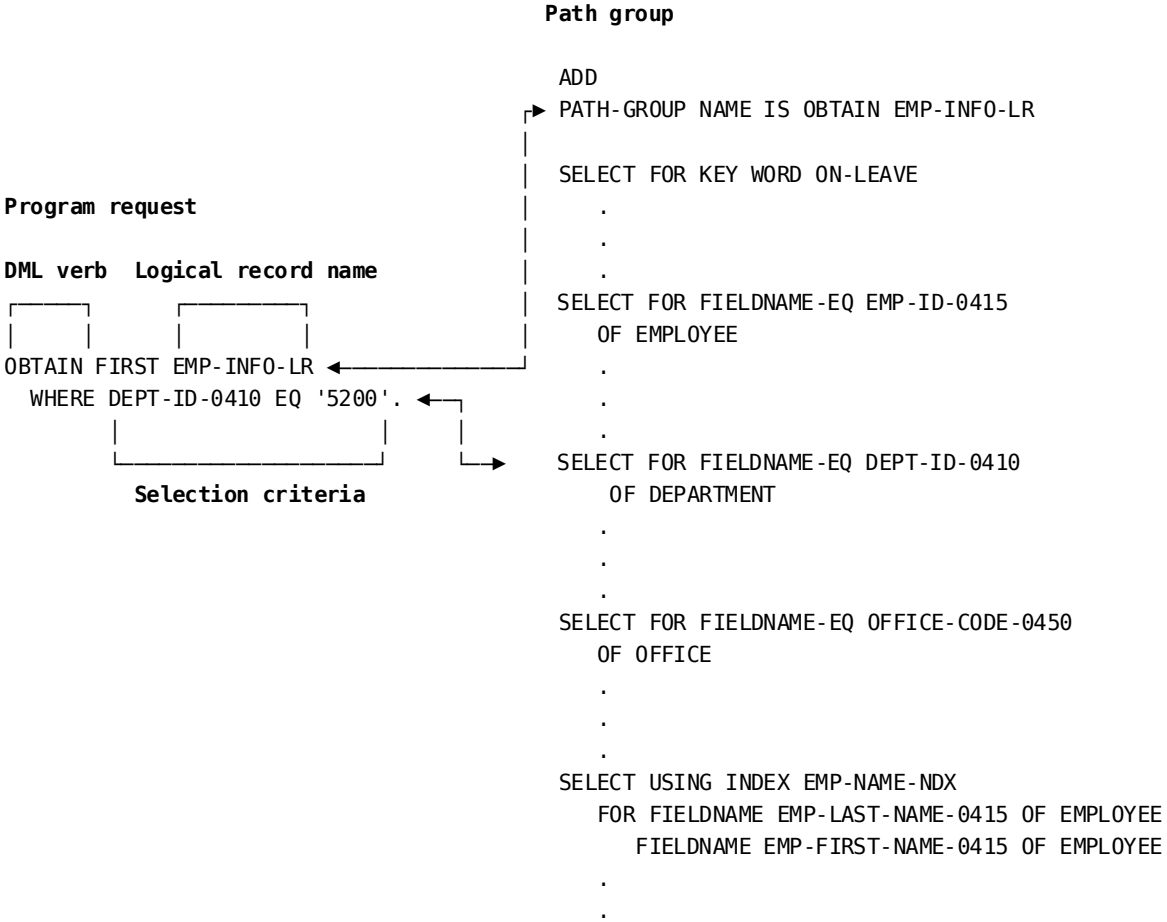 Path group
ADD
PATH-GROUP NAME IS OBTAIN EMP-INFO-LR
SELECT FOR KEY WORD ON-LEAVE
Program request
.
.
DML verb Logical record name
.
SELECT FOR FIELDNAME-EQ EMP-ID-0415
OF EMPLOYEE
OBTAIN FIRST EMP-INFO-LR
.
WHERE DEPT-ID-0410 EQ '5200'.
.
.
SELECT FOR FIELDNAME-EQ DEPT-ID-0410
Selection criteria
OF DEPARTMENT
.
.
.
SELECT FOR FIELDNAME-EQ OFFICE-CODE-0450
OF OFFICE
.
.
.
SELECT USING INDEX EMP-NAME-NDX
FOR FIELDNAME EMP-LAST-NAME-0415 OF EMPLOYEE
FIELDNAME EMP-FIRST-NAME-0415 OF EMPLOYEE
.
.